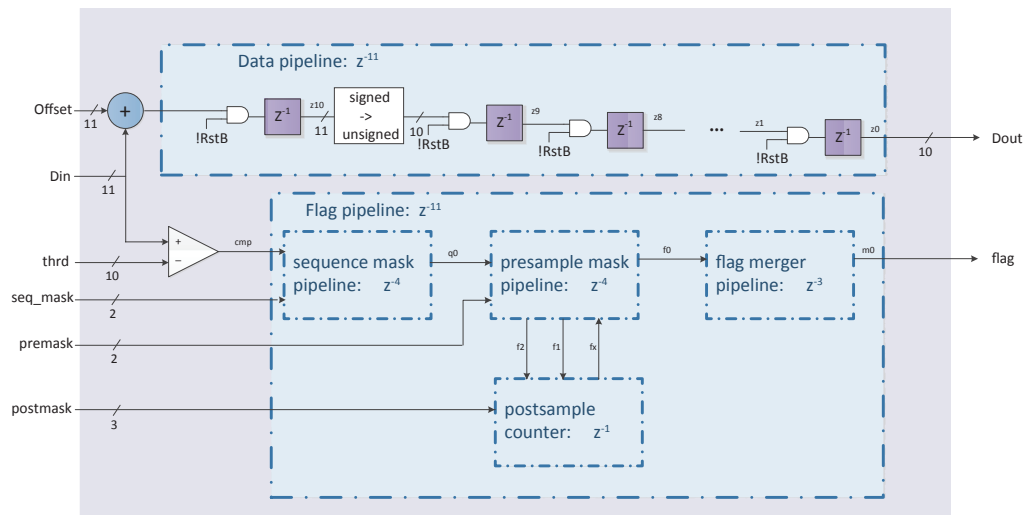 Data pipeline: z-11
Offset
11
+
!RstB
Z-1
z10
11
signed
->
unsigned
10
!RstB
Z-1
z9
!RstB
Z-1
z8
...
z1
!RstB
Z-1
z0
10
Dout
Din
11
Flag pipeline: z-11
thrd
10
+
−
cmp
sequence mask
pipeline: z-4
q0
presample mask
pipeline: z-4
f0
flag merger
pipeline: z-3
m0
flag
seq_mask
2
premask
2
f2
f1
fx
postmask
3
postsample
counter: z-1